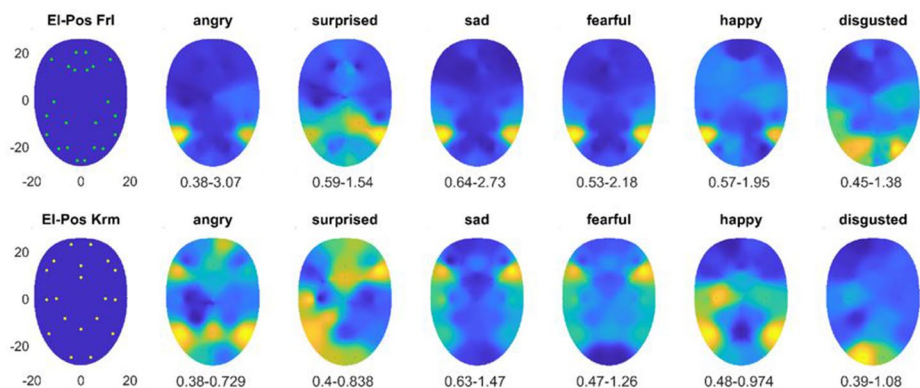 El-Pos Frl angry surprised sad fearful happy disgusted
20
0
-20
-20 0 20 0.38-3.07 0.59-1.54 0.64-2.73 0.53-2.18 0.57-1.95 0.45-1.38
El-Pos Krm angry surprised sad fearful happy disgusted
20
0
-20
-20 0 20 0.38-0.729 0.4-0.838 0.63-1.47 0.47-1.26 0.48-0.974 0.39-1.08